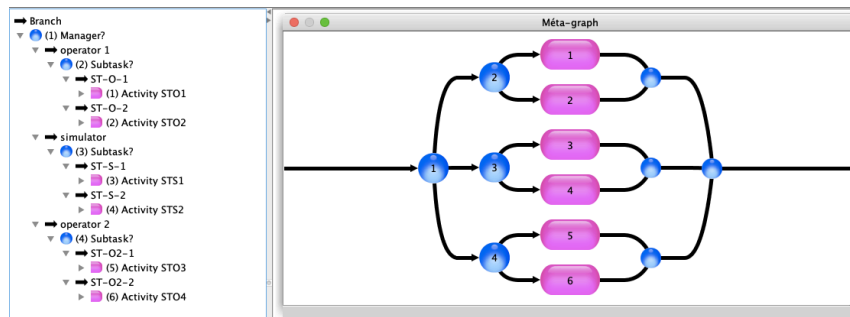 Branch
(1) Manager?
operator 1
(2) Subtask?
ST-O-1
(1) Activity STO1
ST-O-2
(2) Activity STO2
simulator
(3) Subtask?
ST-S-1
(3) Activity STS1
ST-S-2
(4) Activity STS2
operator 2
(4) Subtask?
ST-O2-1
(5) Activity STO3
ST-O2-2
(6) Activity STO4
Méta-graph
1
2
2
3
1
3
4
5
4
6